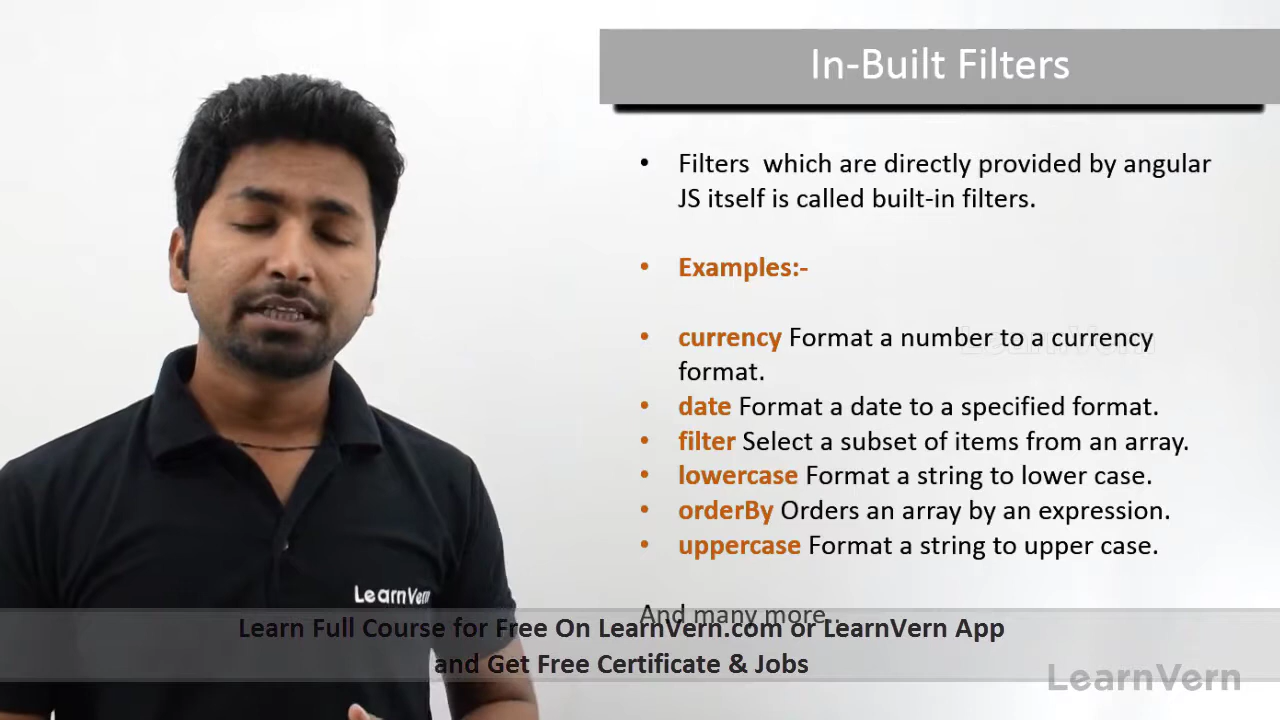 In-Built Filters
• Filters which are directly provided by angular
JS itself is called built-in filters.
• Examples:-
• currency Format a number to a currency
format.
• date Format a date to a specified format.
• filter Select a subset of items from an array.
• lowercase Format a string to lower case.
• orderBy Orders an array by an expression.
• uppercase Format a string to upper case.
And many more..
LearnVern
LearnVern
Learn Full Course for Free On LearnVern.com or LearnVern App
and Get Free Certificate & Jobs
LearnVern